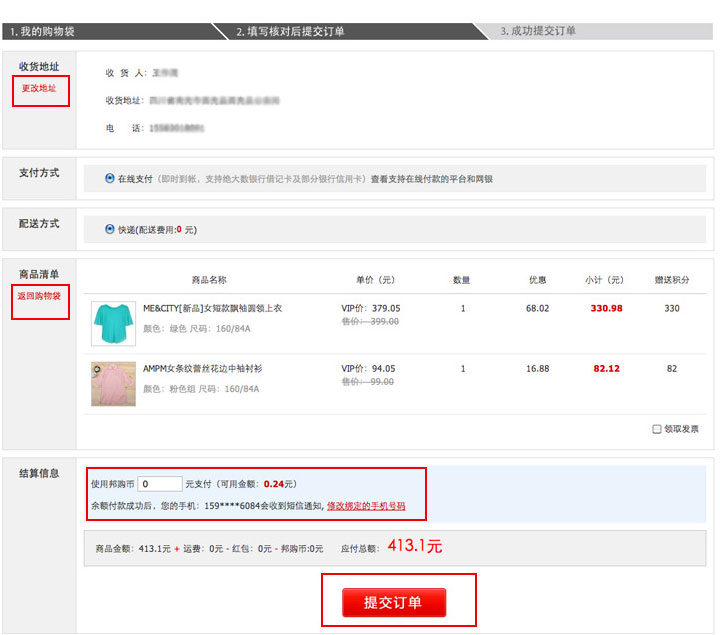 1. 我的购物袋
2. 填写核对后提交订单
3. 成功提交订单
收货地址
更改地址
收 货 人：
收货地址：
电 话：
支付方式
在线支付（即时到帐，支持绝大数银行借记卡及部分银行信用卡）查看支持在线付款的平台和网银
配送方式
快递(配送费用:0 元)
商品清单
返回购物袋
商品名称 单价（元） 数量 优惠 小计（元） 赠送积分
ME&CITY[新品]女短款飘袖圆领上衣 VIP价：379.05 1 68.02 330.98 330
颜色：绿色 尺码：160/84A 售价：399.00
AMPM女条纹蕾丝花边中袖衬衫 VIP价：94.05 1 16.88 82.12 82
颜色：粉色组 尺码：160/84A 售价：99.00
领取发票
结算信息
使用邦购币 0 元支付（可用金额：0.24元）
余额付款成功后，您的手机：159****6084会收到短信通知, 修改绑定的手机号码
商品金额：413.1元 + 运费：0元 - 红包：0元 - 邦购币:0元 应付总额：413.1元
提交订单